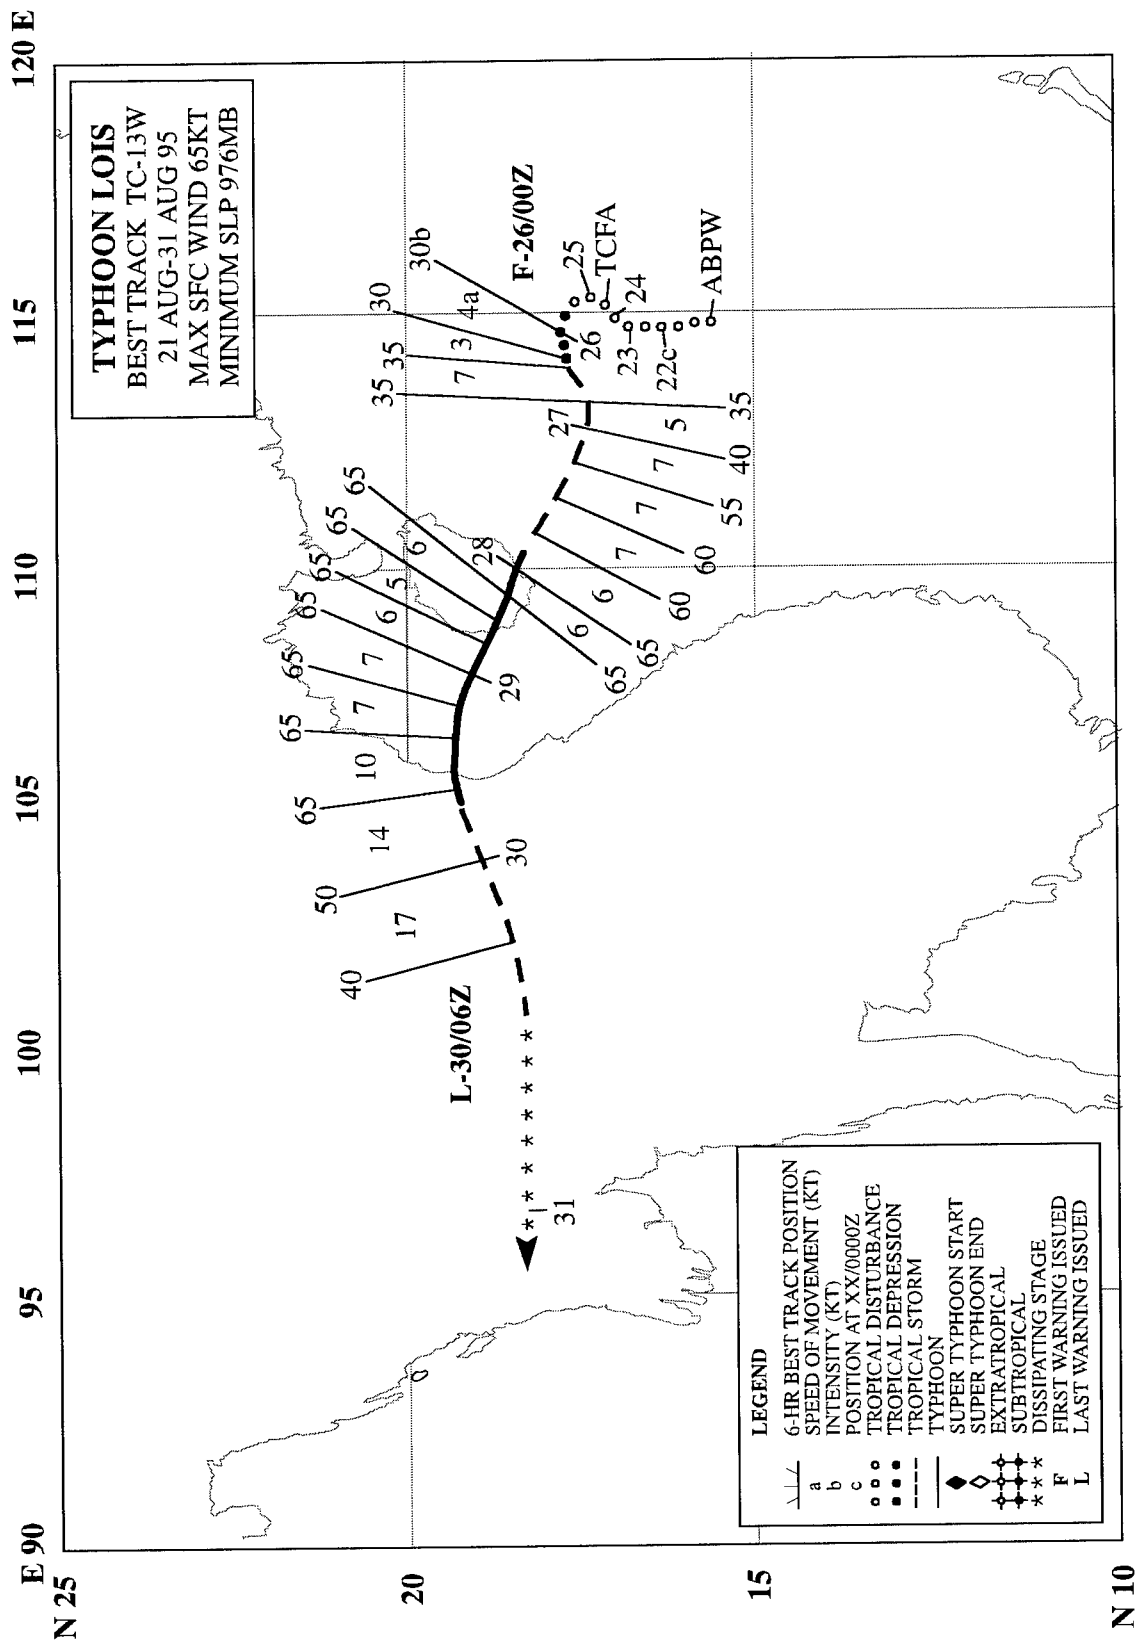 E 90
95
100
105
110
115
120 E
N 25
20
15
N 10
TYPHOON LOIS
BEST TRACK TC-13W
21 AUG-31 AUG 95
MAX SFC WIND 65KT
MINIMUM SLP 976MB
40
50
65
65
65
65
65
65
65
35
35
30
30b
17
14
10
7
7
6
5
6
7
3
4a
L-30/06Z
F-26/00Z
31
30
29
28
27
26
25
TCFA
24
23
22c
ABPW
65
65
60
60
55
40
35
6
6
7
7
7
5
LEGEND
6-HR BEST TRACK POSITION
a SPEED OF MOVEMENT (KT)
b INTENSITY (KT)
c POSITION AT XX/0000Z
TROPICAL DISTURBANCE
TROPICAL DEPRESSION
TROPICAL STORM
TYPHOON
SUPER TYPHOON START
SUPER TYPHOON END
EXTRATROPICAL
SUBTROPICAL
* * * DISSIPATING STAGE
F FIRST WARNING ISSUED
L LAST WARNING ISSUED